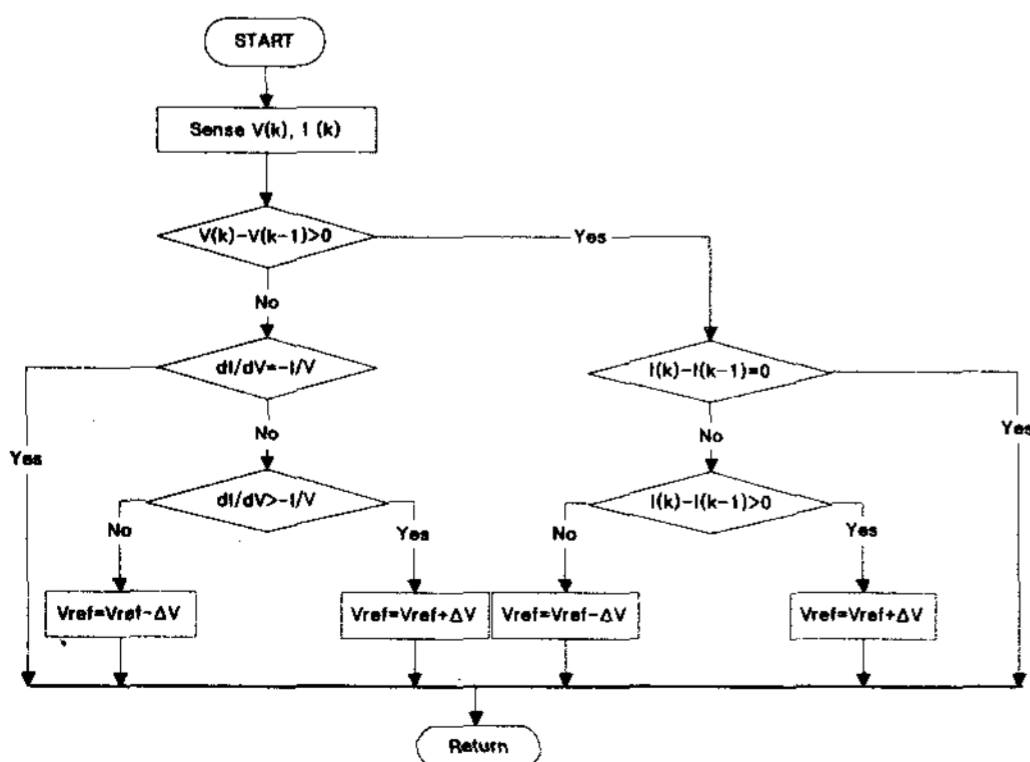 START
Sense V(k), I (k)
V(k)-V(k-1)>0
Yes
No
dI/dV=-I/V
I(k)-I(k-1)=0
Yes
No
No
Yes
dI/dV>-I/V
I(k)-I(k-1)>0
No
Yes
No
Yes
Vref=Vref-ΔV
Vref=Vref+ΔV
Vref=Vref-ΔV
Vref=Vref+ΔV
Return